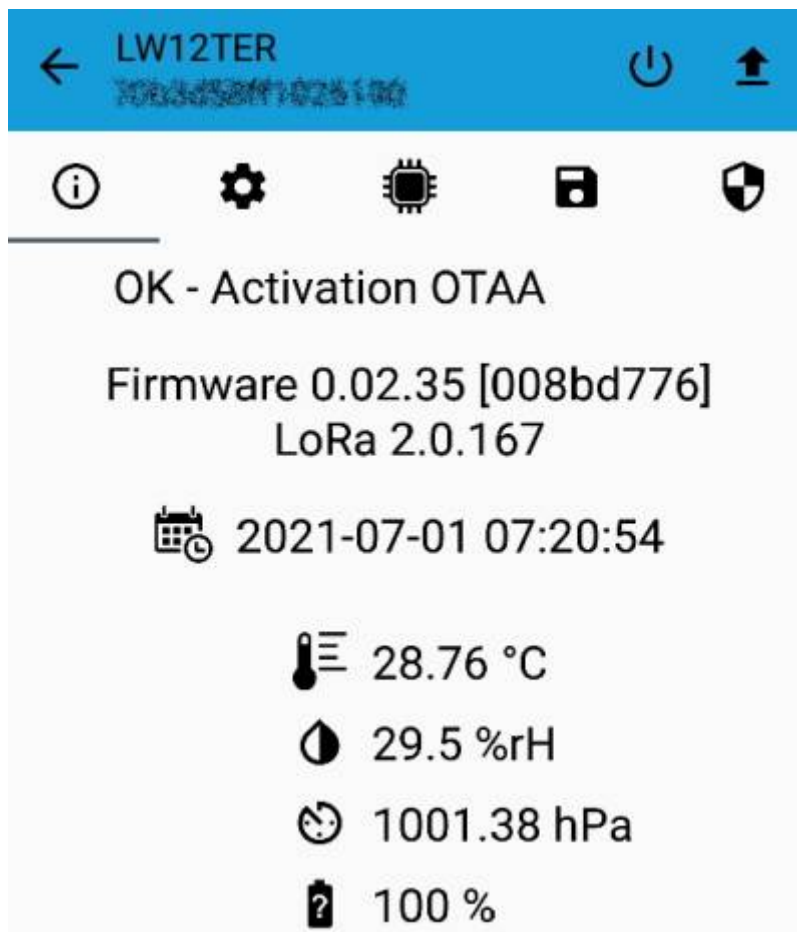 LW12TER
OK - Activation OTAA
Firmware 0.02.35 [008bd776]
LoRa 2.0.167
2021-07-01 07:20:54
28.76 °C
29.5 %rH
1001.38 hPa
?
100 %